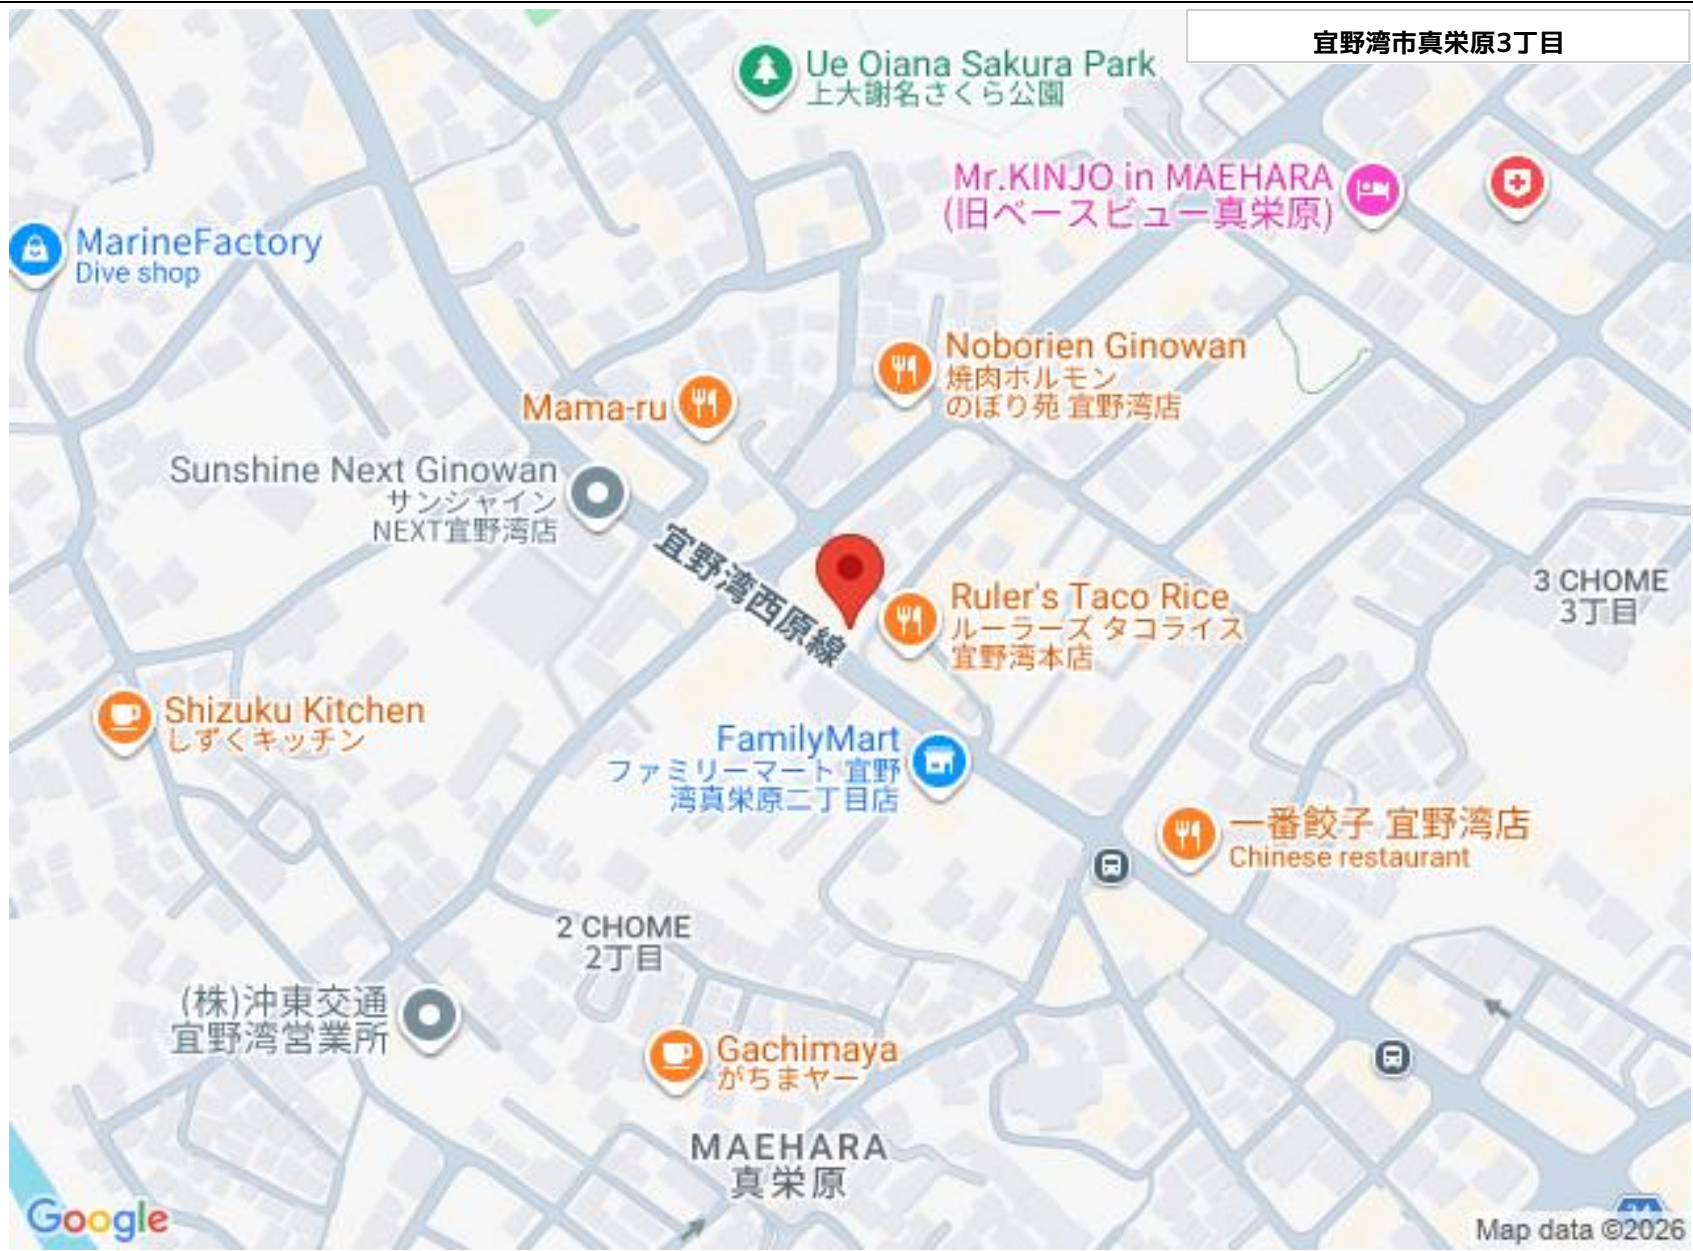 宜野湾市真栄原3丁目
Ue Oiana Sakura Park
上大謝名さくら公園
Mr.KINJO in MAEHARA
(旧ベースビュー真栄原)
MarineFactory
Dive shop
Noborien Ginowan
焼肉ホルモン
のぼり苑 宜野湾店
Mama-ru
Sunshine Next Ginowan
サンシャイン
NEXT宜野湾店
宜野湾西原線
3 CHOME
3丁目
Ruler's Taco Rice
ルーラーズ タコライス
宜野湾本店
Shizuku Kitchen
しずくキッチン
FamilyMart
ファミリーマート 宜野
湾真栄原二丁目店
一番餃子 宜野湾店
Chinese restaurant
2 CHOME
2丁目
(株)沖東交通
宜野湾営業所
Gachimaya
がちまヤー
MAEHARA
真栄原
Google
Map data ©2026